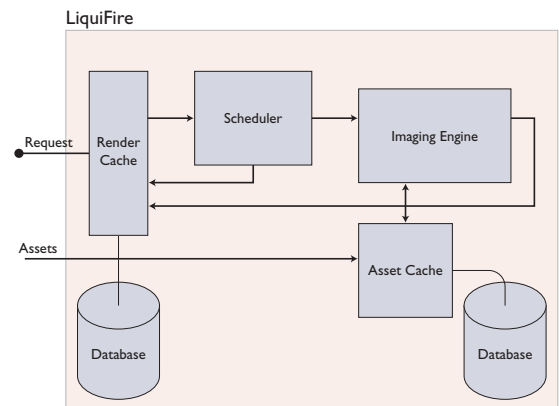 LiquiFire
Request
Render
Cache
Scheduler
Imaging Engine
Assets
Asset Cache
Database
Database